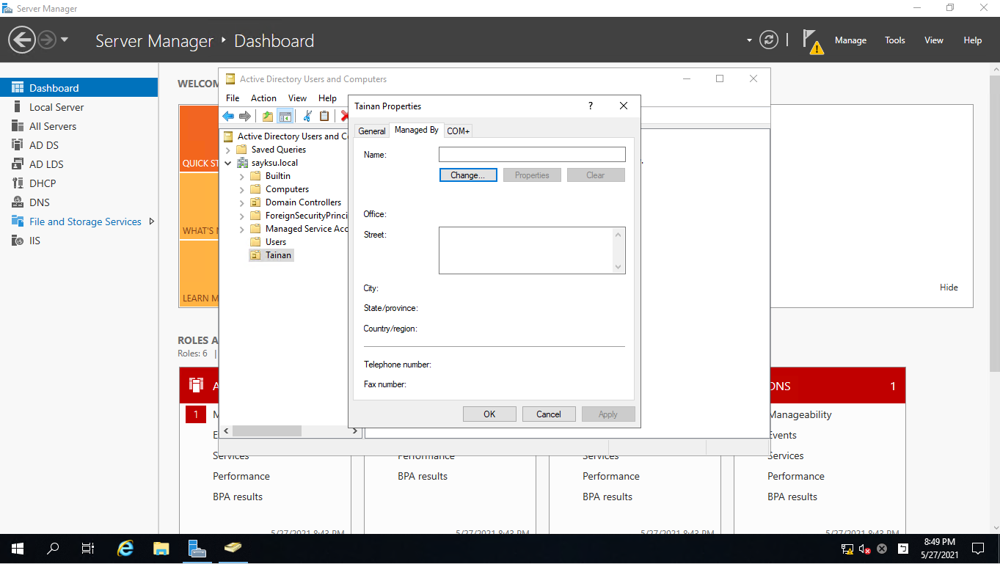 Server Manager
Server Manager • Dashboard
Manage Tools View Help
Dashboard
Local Server
All Servers
AD DS
AD LDS
DHCP
DNS
File and Storage Services
IIS
QUICK
WHAT'S
LEARN
Hide
Roles: 6
Active Directory Users and Computers
File Action View Help
Active Directory Users and
Saved Queries
sayksu.local
Builtin
Computers
Domain Controllers
ForeignSecurityPrinci
Managed Service Acc
Users
Tainan
Tainan Properties ?
General Managed By COM+
Name:
Change... Properties Clear
Office:
Street:
City:
State/province:
Country/region:
Telephone number:
Fax number:
OK Cancel Apply
1
Services
Performance
BPA results
5/27/2021 8:43 PM
Performance
BPA results
5/27/2021 8:43 PM
Services
Performance
BPA results
5/27/2021 8:43 PM
DNS 1
Manageability
Events
Services
Performance
BPA results
5/27/2021 8:43 PM
8:49 PM
5/27/2021